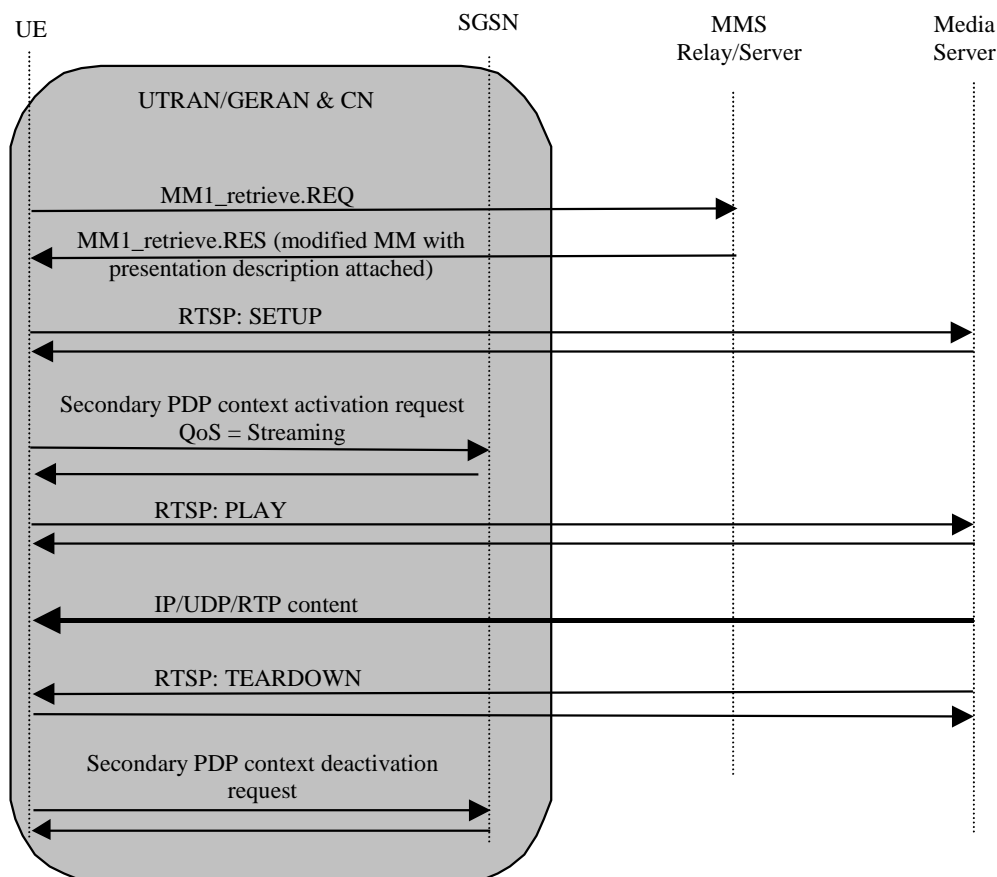 UE
SGSN
MMS
Relay/Server
Media
Server
UTRAN/GERAN & CN
MM1_retrieve.REQ
MM1_retrieve.RES (modified MM with
presentation description attached)
RTSP: SETUP
Secondary PDP context activation request
QoS = Streaming
RTSP: PLAY
IP/UDP/RTP content
RTSP: TEARDOWN
Secondary PDP context deactivation
request